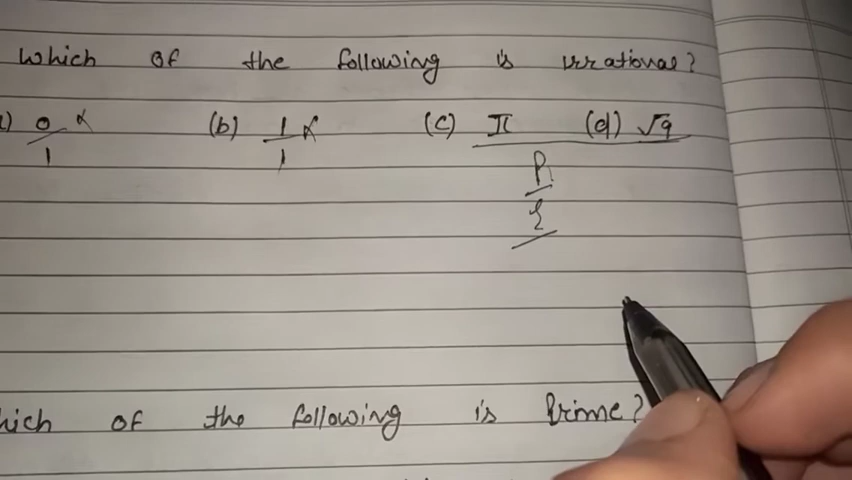 Which of the following is irrational?
) 0/1 x (b) 1/1 x (c) π (d) √9
P/q
hich of the following is Prime?